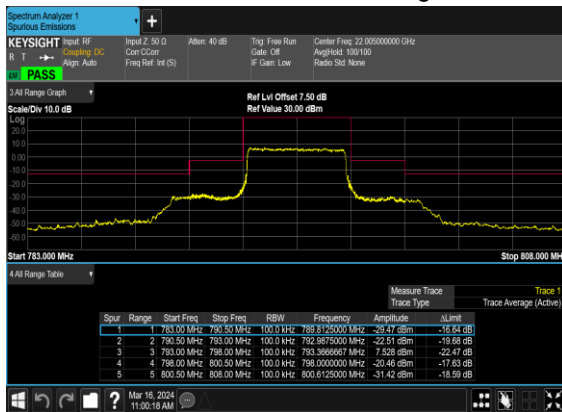 Spectrum Analyzer 1
Spurious Emissions
KEYSIGHT Input: RF Input Z: 50 Ω Atten: 40 dB Trig: Free Run Center Freq: 22.005000000 GHz
R T Coupling: DC Corr CCorr Gate: Off Avg|Hold: 100/100
Align: Auto Freq Ref: Int (S) IF Gain: Low Radio Std: None
PASS
3 All Range Graph
Ref Lvl Offset 7.50 dB
Scale/Div 10.0 dB Ref Value 30.00 dBm
Log
20.0
10.0
0.00
-10.0
-20.0
-30.0
-40.0
-50.0
-60.0
Start 783.000 MHz Stop 808.000 MH
4 All Range Table
Measure Trace Trace 1
Trace Type Trace Average (Active)
Spur Range Start Freq Stop Freq RBW Frequency Amplitude ΔLimit
1 1 783.00 MHz 790.50 MHz 100.0 kHz 789.8125000 MHz -29.47 dBm -16.64 dB
2 2 790.50 MHz 793.00 MHz 100.0 kHz 792.9875000 MHz -22.51 dBm -19.68 dB
3 3 793.00 MHz 798.00 MHz 100.0 kHz 793.3666667 MHz 7.528 dBm -22.47 dB
4 4 798.00 MHz 800.50 MHz 100.0 kHz 798.0000000 MHz -20.46 dBm -17.63 dB
5 5 800.50 MHz 808.00 MHz 100.0 kHz 800.6125000 MHz -31.42 dBm -18.59 dB
Mar 16, 2024
11:00:18 AM